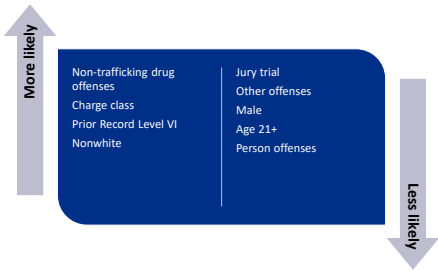 More likely
Non-trafficking drug
offenses
Charge class
Prior Record Level VI
Nonwhite
Jury trial
Other offenses
Male
Age 21+
Person offenses
Less likely